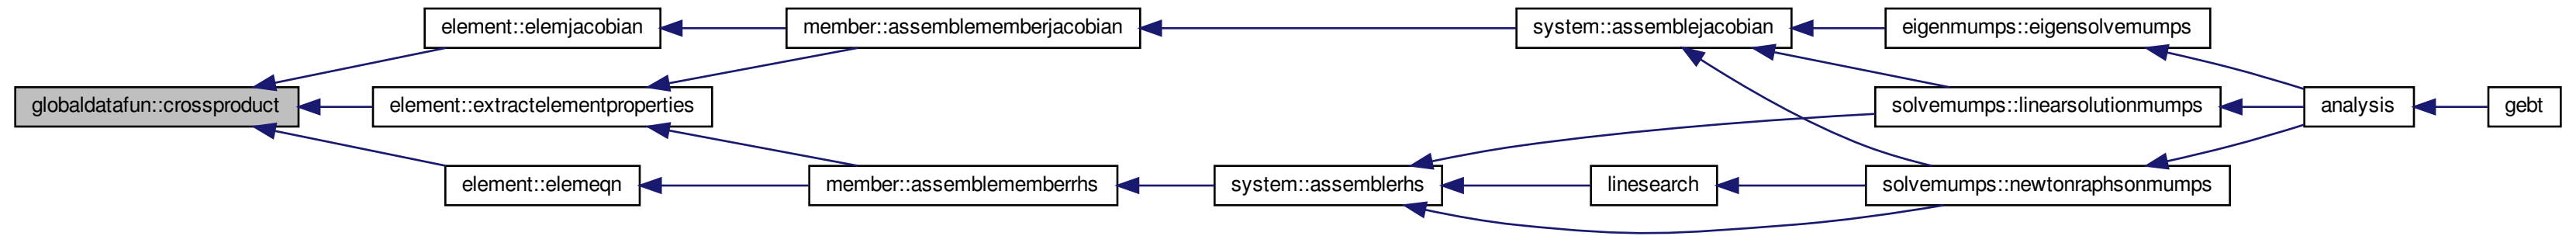 element::elemjacobian
member::assemblememberjacobian
system::assemblejacobian
eigenmumps::eigensolvemumps
globaldatafun::crossproduct
element::extractelementproperties
solvemumps::linearsolutionmumps
analysis
gebt
element::elemeqn
member::assemblememberrhs
system::assemblerhs
linesearch
solvemumps::newtonraphsonmumps